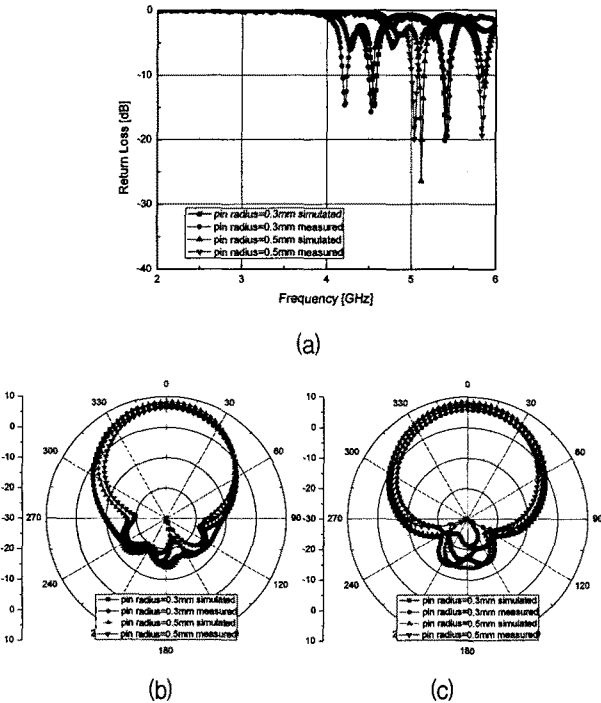 0
-10
-20
-30
-40
Return Loss [dB]
pin radius=0.3mm simulated
pin radius=0.3mm measured
pin radius=0.5mm simulated
pin radius=0.5mm measured
2 3 4 5 6
Frequency [GHz]
(a)
10
0
-10
-20
-30
-20
-10
0
10
0
30
60
90
120
180
240
270
300
330
pin radius=0.3mm simulated
pin radius=0.3mm measured
pin radius=0.5mm simulated
pin radius=0.5mm measured
(b)
10
0
-10
-20
-30
-20
-10
0
10
0
30
60
90
120
180
240
270
300
330
pin radius=0.3mm simulated
pin radius=0.3mm measured
pin radius=0.5mm simulated
pin radius=0.5mm measured
(c)